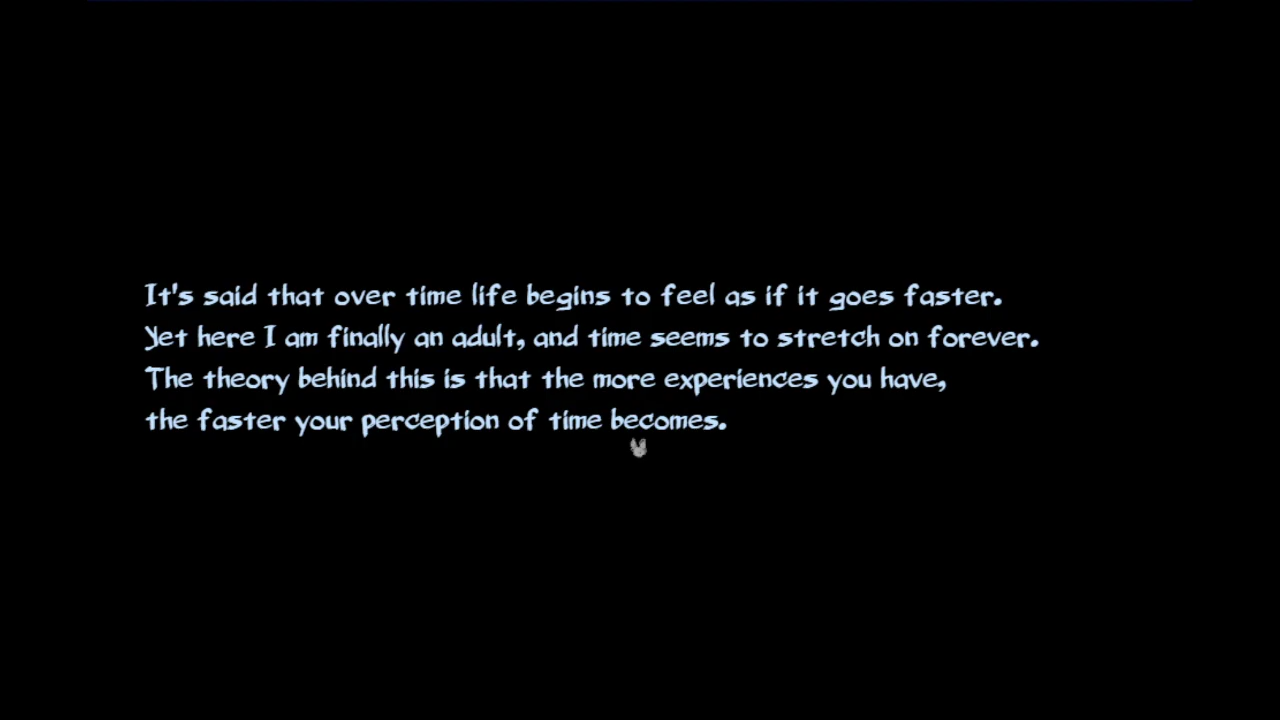 It's said that over time life begins to feel as if it goes faster.
Yet here I am finally an adult, and time seems to stretch on forever.
The theory behind this is that the more experiences you have,
the faster your perception of time becomes.